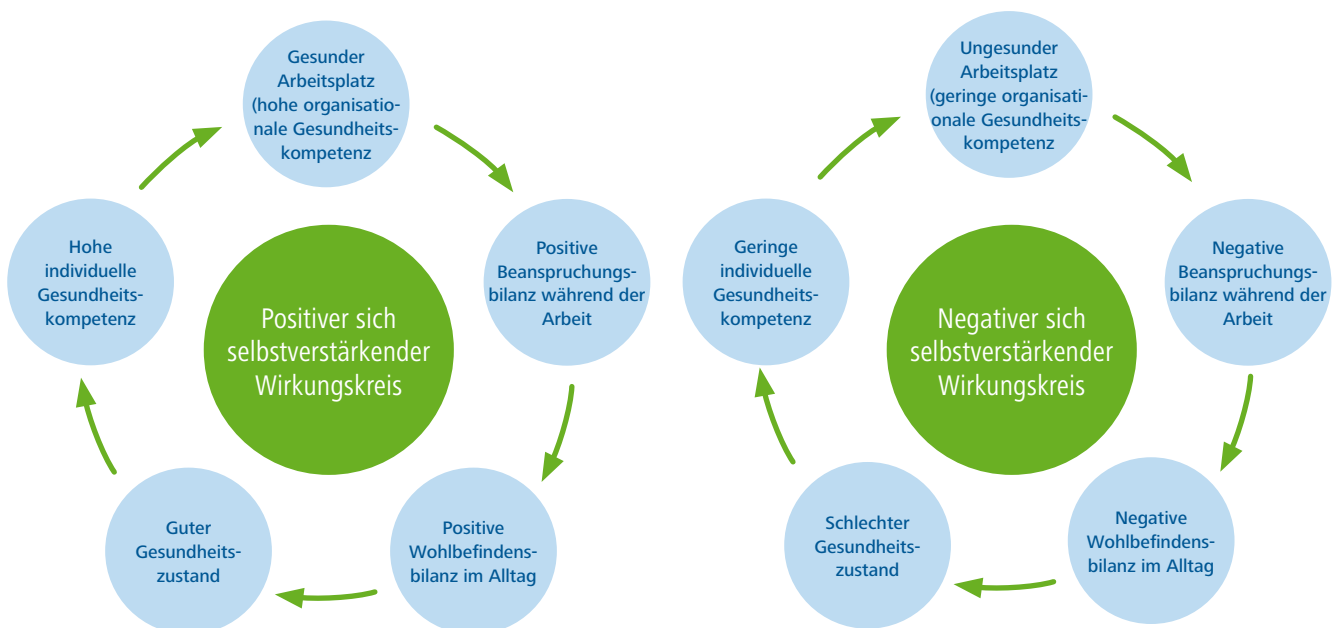 Gesunder
Arbeitsplatz
(hohe organisatio-
nale Gesundheits-
kompetenz
Positive
Beanspruchungs-
bilanz während der
Arbeit
Positive
Wohlbefindens-
bilanz im Alltag
Guter
Gesundheits-
zustand
Hohe
individuelle
Gesundheits-
kompetenz
Positiver sich
selbstverstärkender
Wirkungskreis
Ungesunder
Arbeitsplatz
(geringe organisati-
onale Gesundheits-
kompetenz
Negative
Beanspruchungs-
bilanz während der
Arbeit
Negative
Wohlbefindens-
bilanz im Alltag
Schlechter
Gesundheits-
zustand
Geringe
individuelle
Gesundheits-
kompetenz
Negativer sich
selbstverstärkender
Wirkungskreis